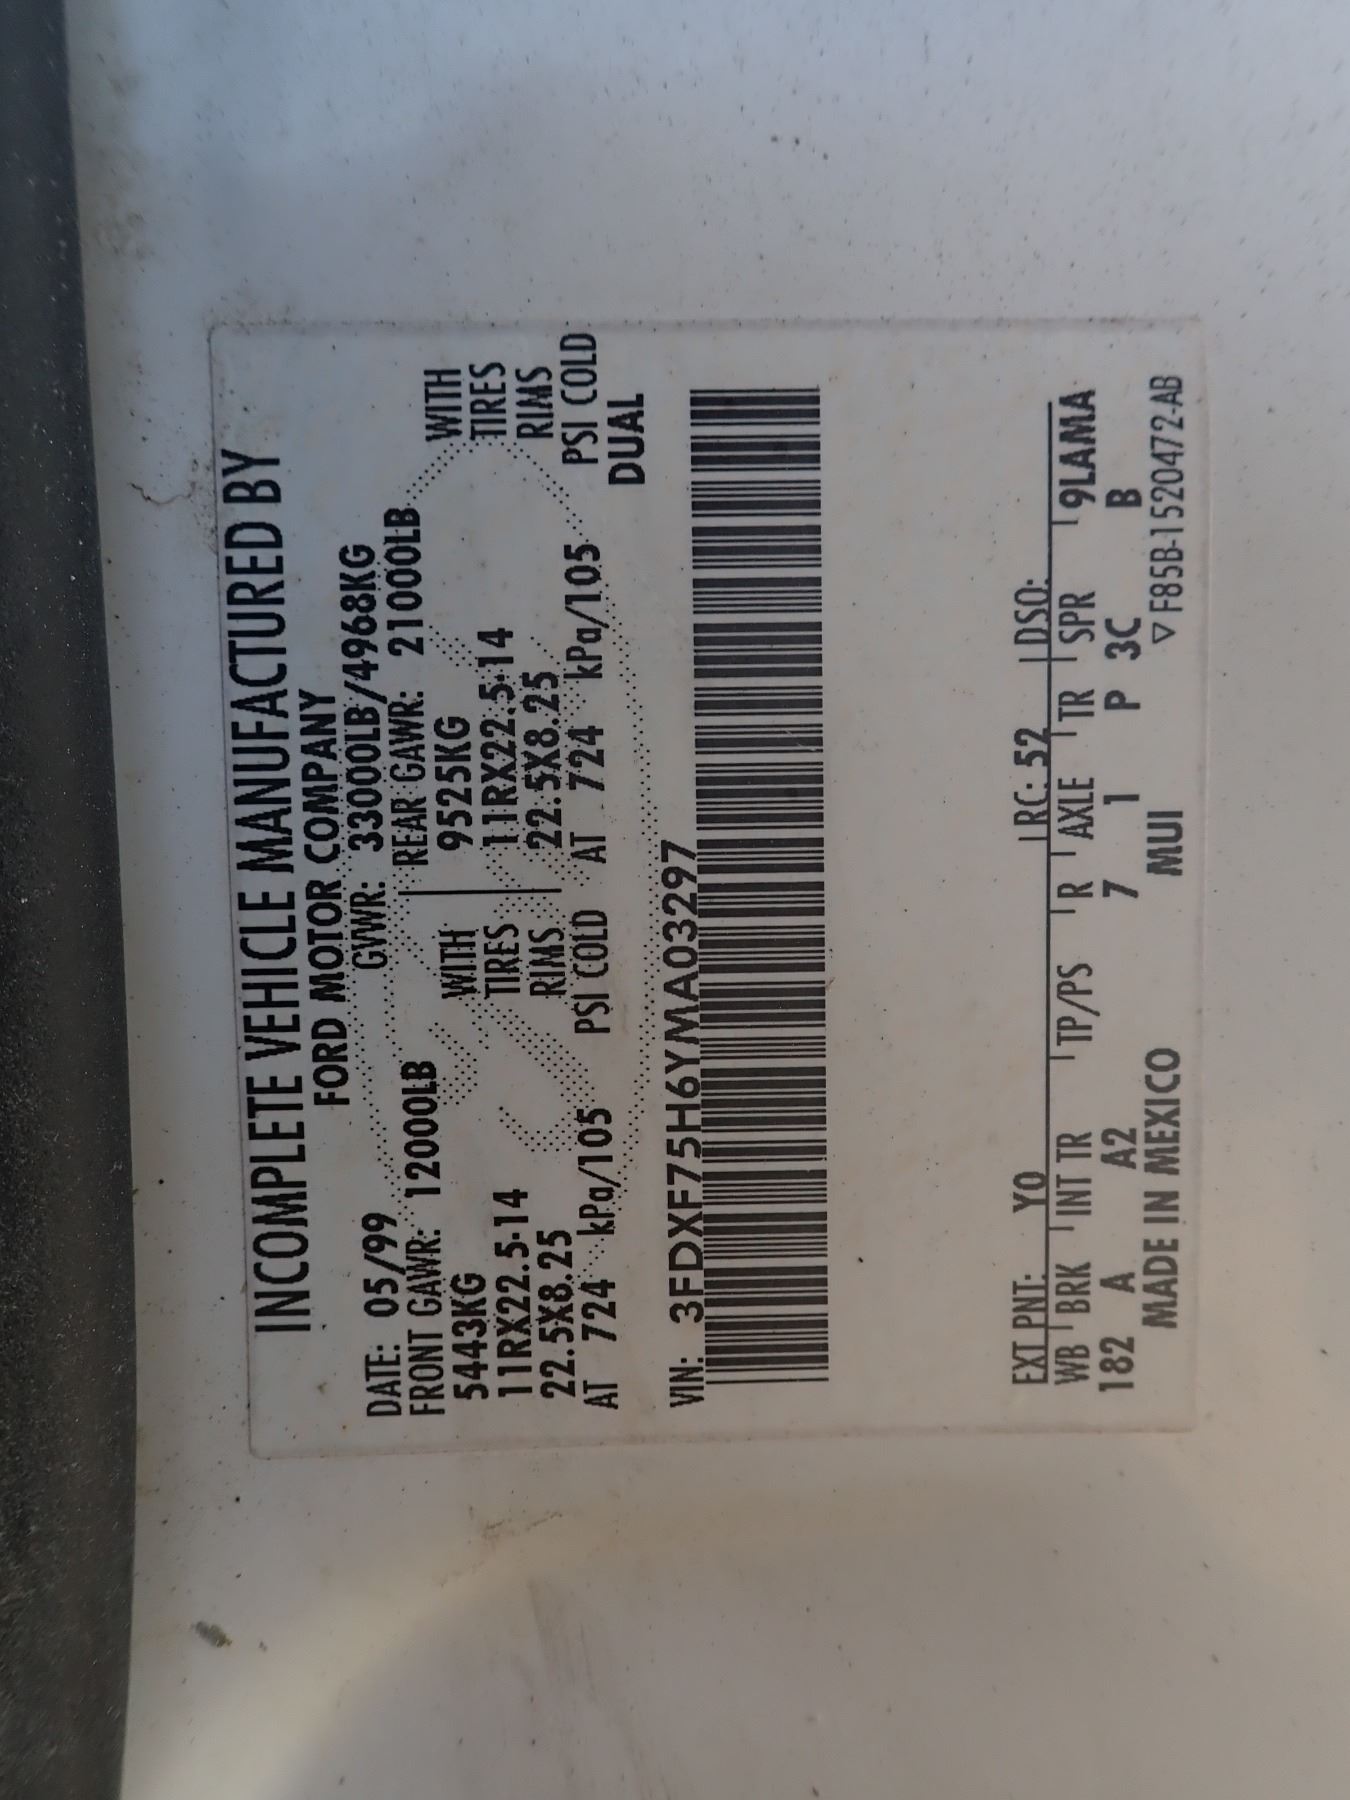 INCOMPLETE VEHICLE MANUFACTURED BY
FORD MOTOR COMPANY
DATE: 05/99 GVWR: 33000LB/4968KG
FRONT GAWR: 12000LB REAR GAWR: 21000LB
5443KG WITH 9525KG WITH
11RX22.5-14 TIRES 11RX22.5-14 TIRES
22.5X8.25 RIMS 22.5X8.25 RIMS
AT 724 kPa/105 PSI COLD AT 724 kPa/105 PSI COLD
DUAL
VIN: 3FDXF75H6YMA03297
EXT PNT: YO RC: 52 DSO:
WB BRK INT TR TP/PS R AXLE TR SPR 9LAMA
182 A A2 7 1 P 3C B
MADE IN MEXICO MUI ▽ F85B-1520472-AB